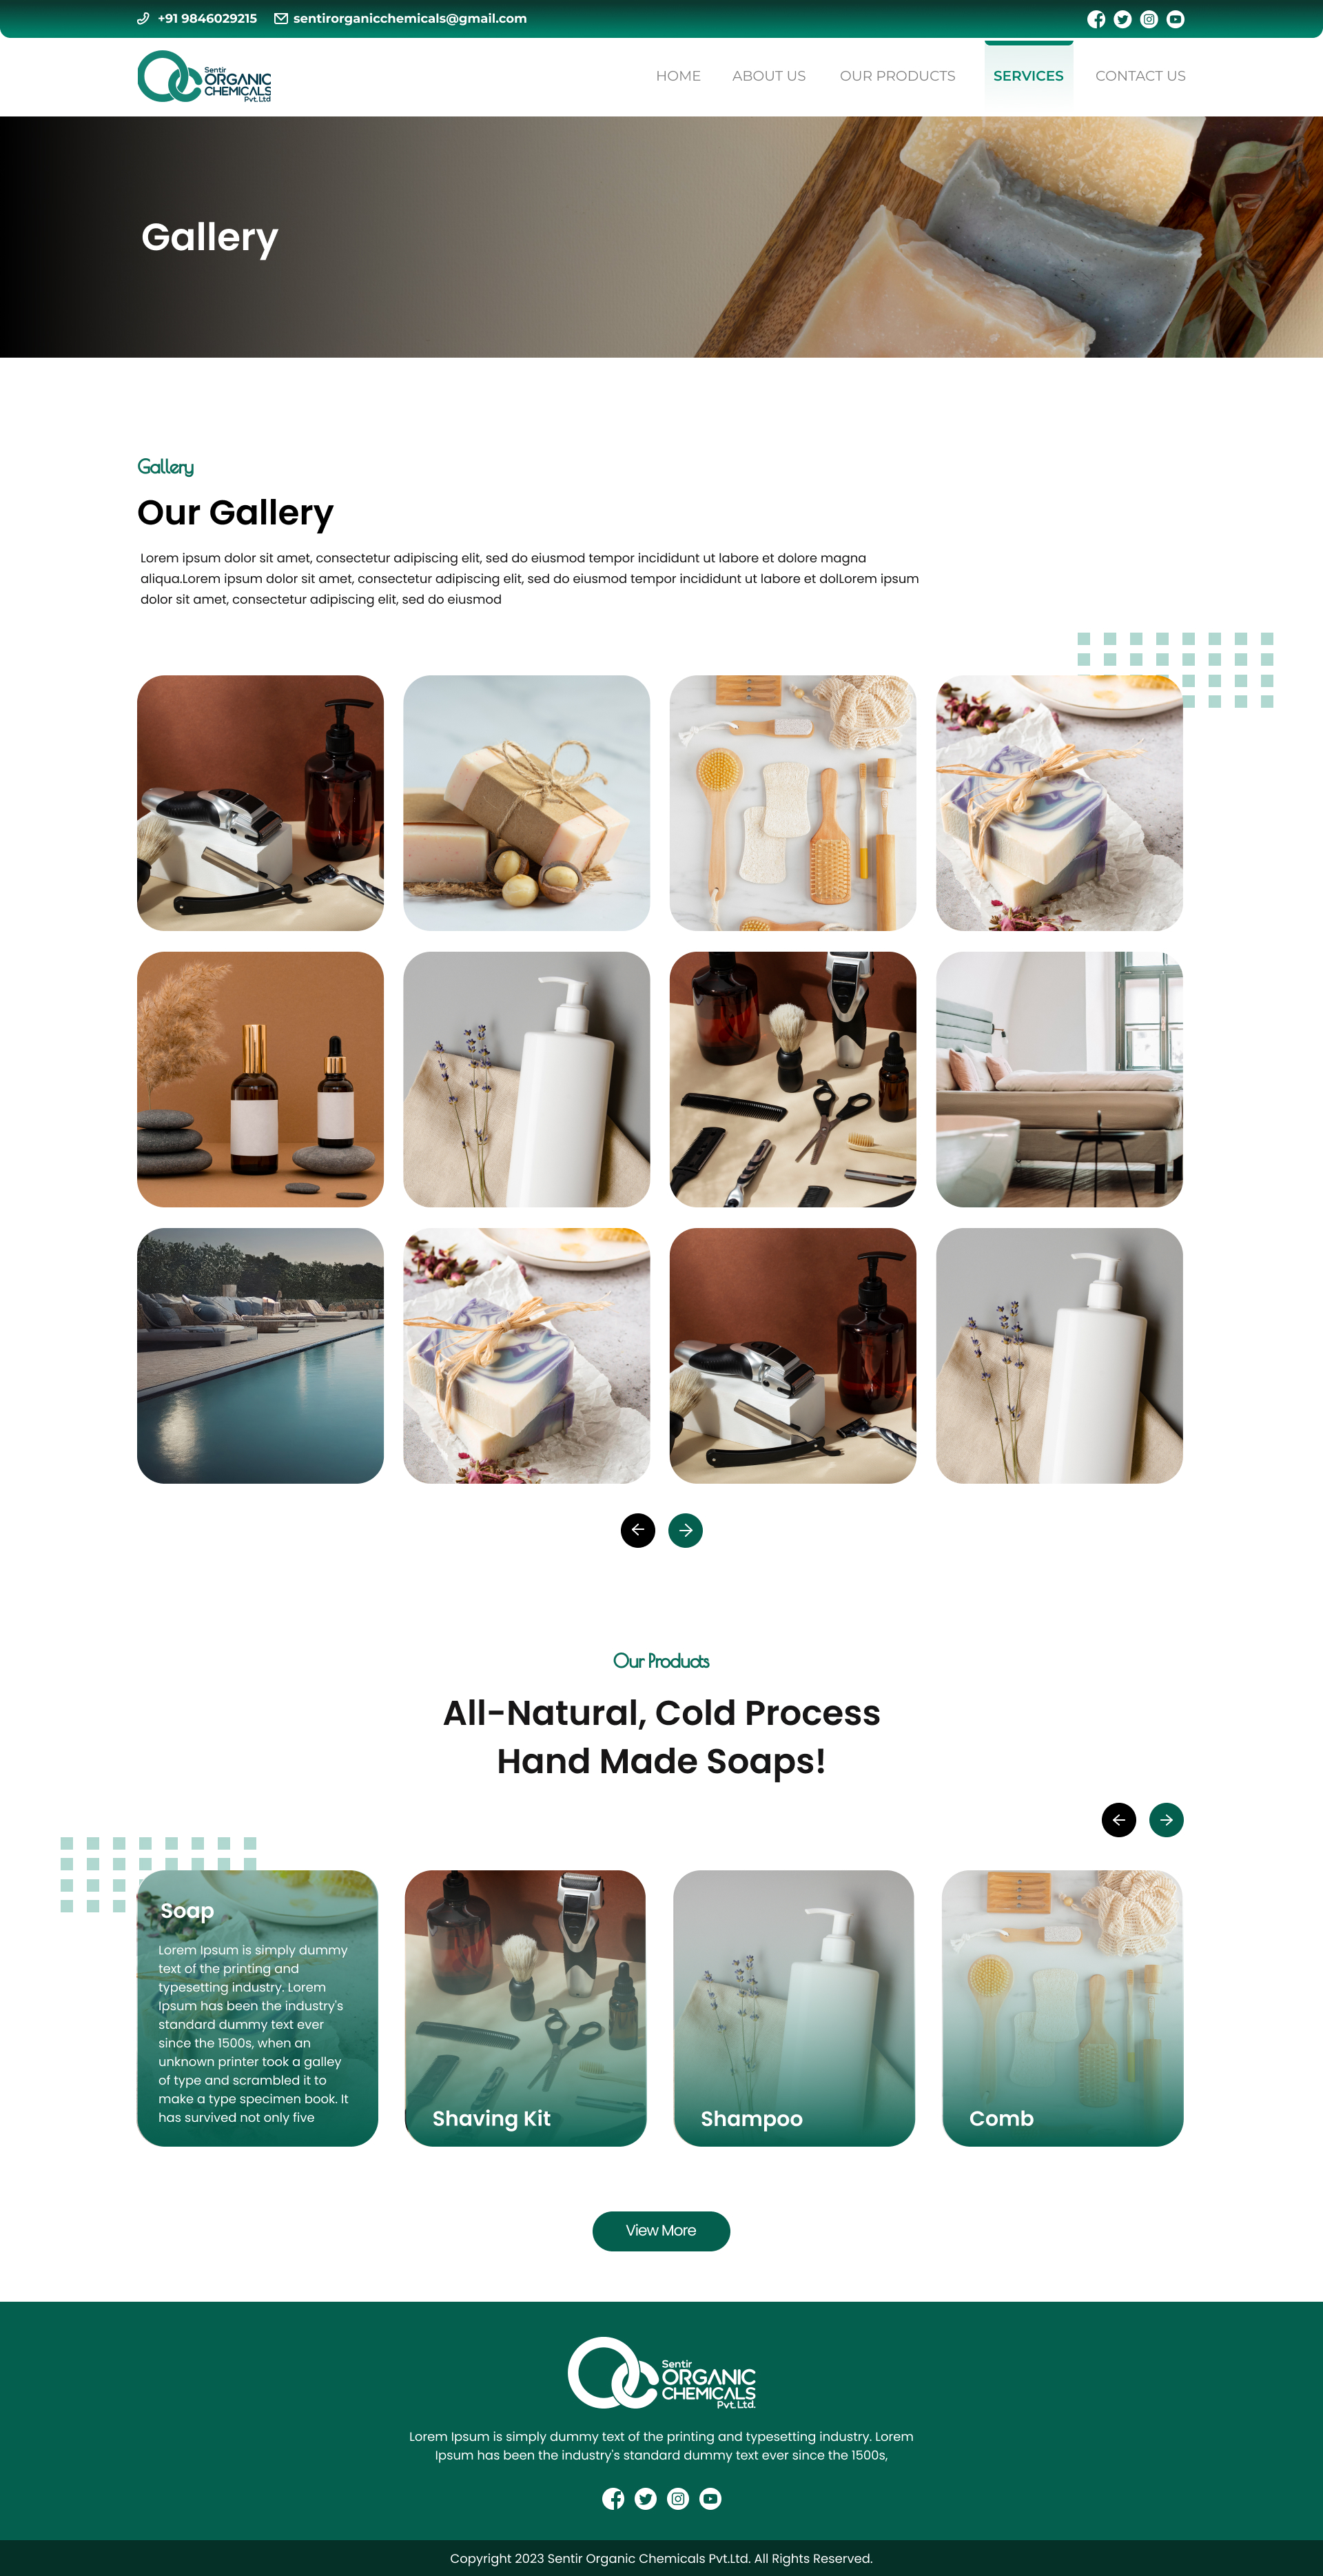 +91 9846029215 sentirorganicchemicals@gmail.com
Sentir
ORGANIC
CHEMICALS
Pvt.Ltd
HOME ABOUT US OUR PRODUCTS SERVICES CONTACT US
Gallery
Gallery
Our Gallery
Lorem ipsum dolor sit amet, consectetur adipiscing elit, sed do eiusmod tempor incididunt ut labore et dolore magna
aliqua.Lorem ipsum dolor sit amet, consectetur adipiscing elit, sed do eiusmod tempor incididunt ut labore et dolLorem ipsum
dolor sit amet, consectetur adipiscing elit, sed do eiusmod
Our Products
All-Natural, Cold Process
Hand Made Soaps!
Soap
Lorem Ipsum is simply dummy
text of the printing and
typesetting industry. Lorem
Ipsum has been the industry's
standard dummy text ever
since the 1500s, when an
unknown printer took a galley
of type and scrambled it to
make a type specimen book. It
has survived not only five
Shaving Kit
Shampoo
Comb
View More
Sentir
ORGANIC
CHEMICALS
Pvt.Ltd.
Lorem Ipsum is simply dummy text of the printing and typesetting industry. Lorem
Ipsum has been the industry's standard dummy text ever since the 1500s,
Copyright 2023 Sentir Organic Chemicals Pvt.Ltd. All Rights Reserved.